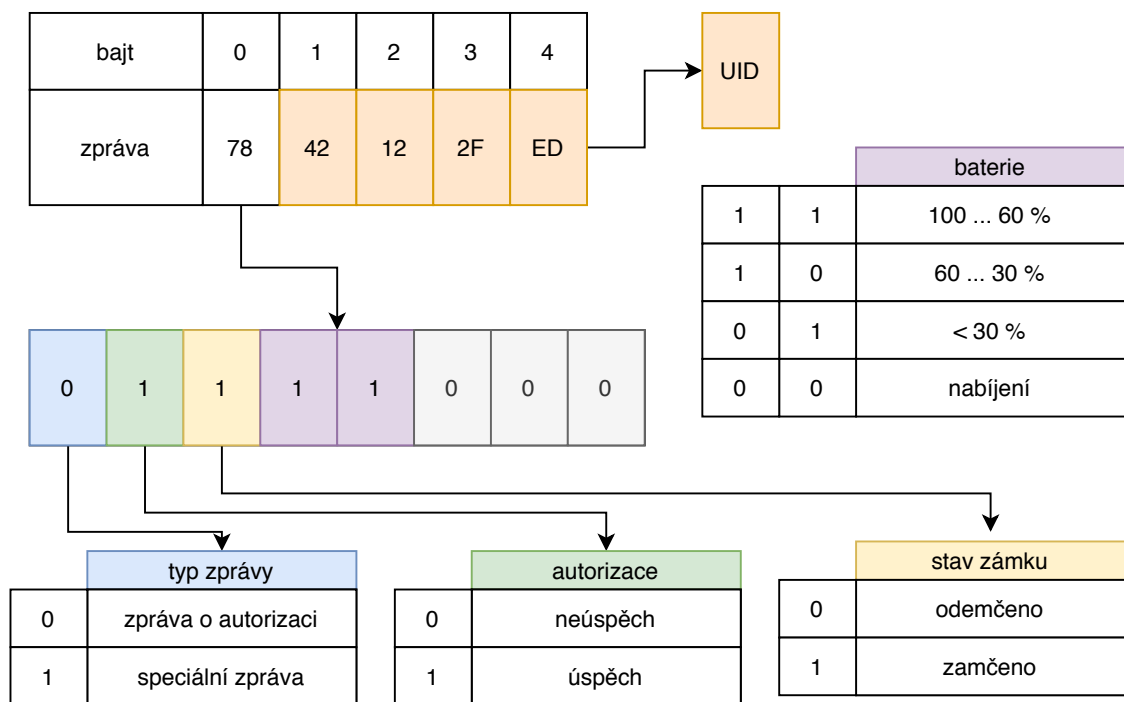 bajt 0 1 2 3 4
UID
zpráva 78 42 12 2F ED
baterie
1 1 100 ... 60 %
1 0 60 ... 30 %
0 1 < 30 %
0 0 nabíjení
0 1 1 1 1 0 0 0
typ zprávy
0 zpráva o autorizaci
1 speciální zpráva
autorizace
0 neúspěch
1 úspěch
stav zámku
0 odemčeno
1 zamčeno